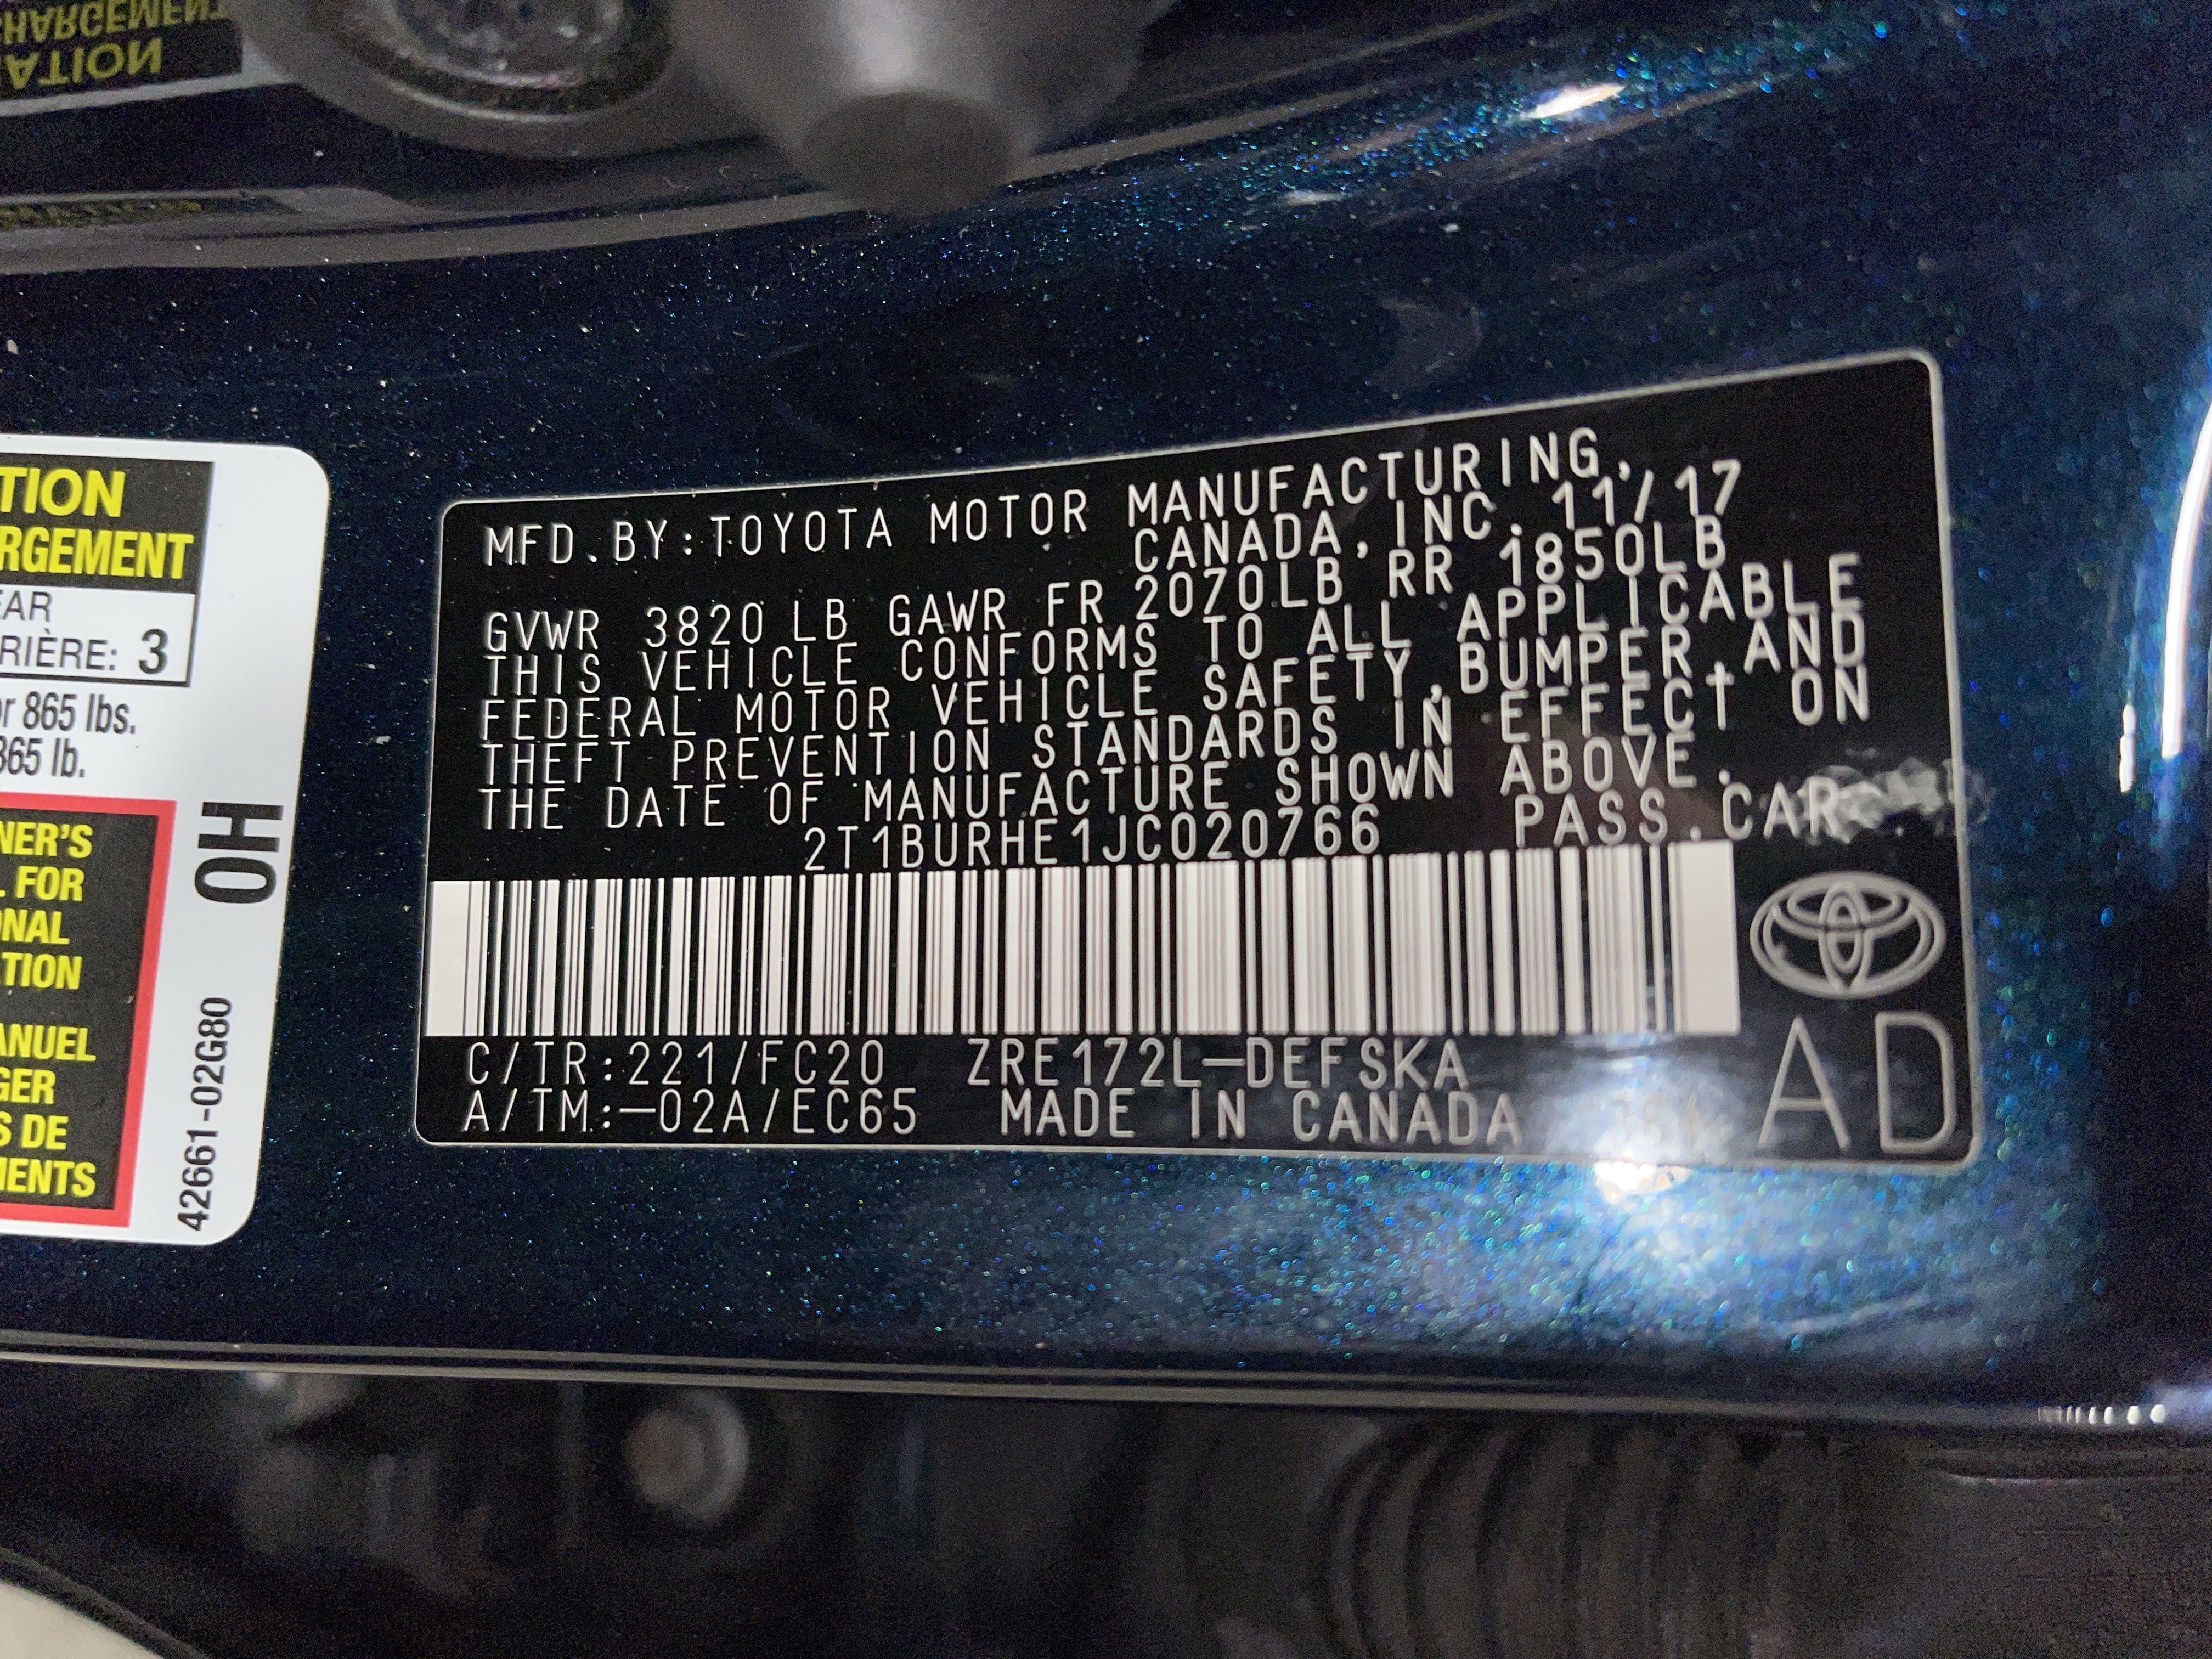 TION
RGEMENT
EAR
RIÈRE: 3
or 865 lbs.
865 lb.
NER'S
L FOR
ONAL
TION
ANUEL
GER
S DE
MENTS
OH
42661-02G80
MFD.BY:TOYOTA MOTOR MANUFACTURING,
CANADA,INC. 11/17
GVWR 3820 LB GAWR FR 2070LB RR 1850LB
THIS VEHICLE CONFORMS TO ALL APPLICABLE
FEDERAL MOTOR VEHICLE SAFETY,BUMPER,AND
THEFT PREVENTION STANDARDS IN EFFECT ON
THE DATE OF MANUFACTURE SHOWN ABOVE.
2T1BURHE1JC020766 PASS.CAR
C/TR:221/FC20 ZRE172L-DEFSKA
A/TM:-02A/EC65 MADE IN CANADA
AD